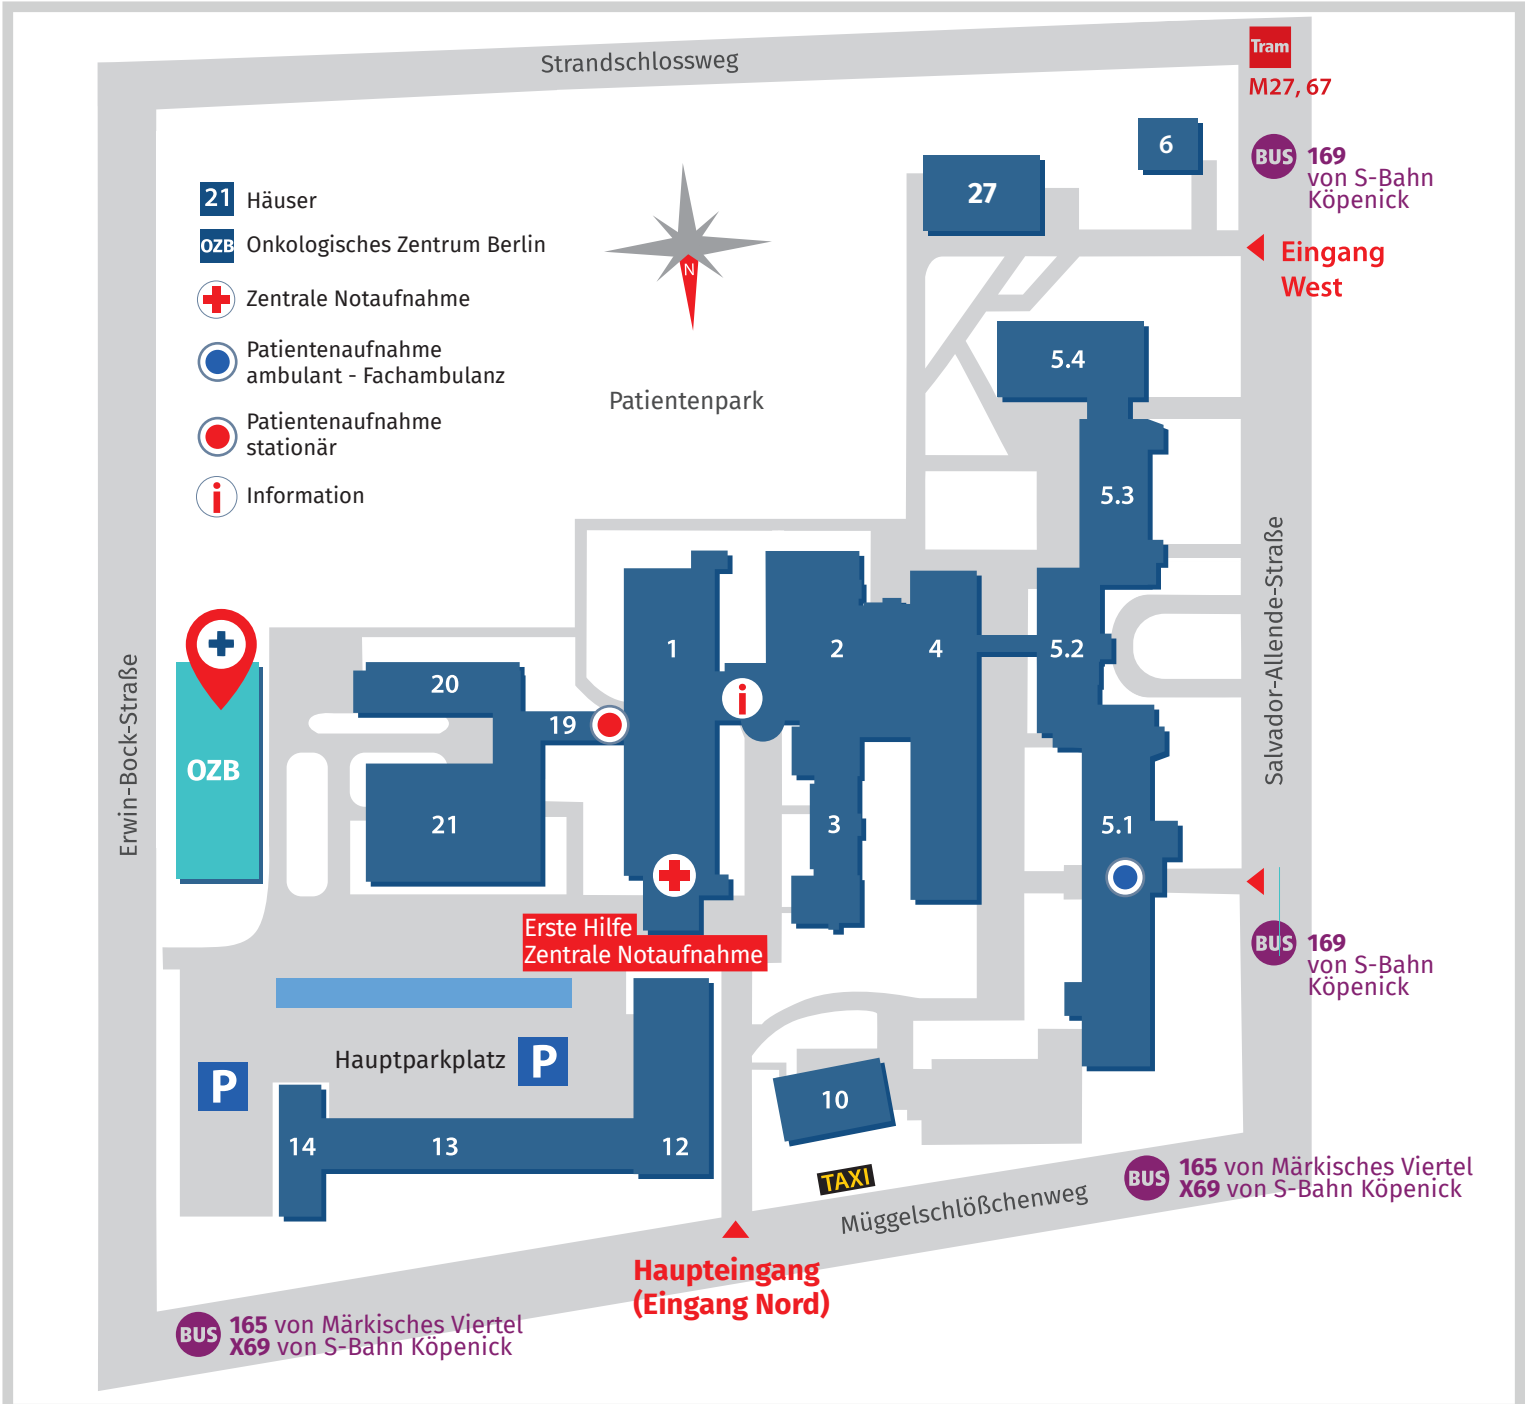 Strandschlossweg
Tram
M27, 67
6
BUS 169
von S-Bahn
Köpenick
27
21 Häuser
OZB Onkologisches Zentrum Berlin
Zentrale Notaufnahme
Patientenaufnahme
ambulant - Fachambulanz
Patientenaufnahme
stationär
i Information
N
Patientenpark
Eingang
West
5.4
5.3
Salvador-Allende-Straße
Erwin-Bock-Straße
1
2
4
5.2
i
20
19
OZB
21
3
5.1
Erste Hilfe
Zentrale Notaufnahme
BUS 169
von S-Bahn
Köpenick
Hauptparkplatz P
P
10
14
13
12
TAXI
Müggelschlößchenweg
BUS 165 von Märkisches Viertel
X69 von S-Bahn Köpenick
Haupteingang
(Eingang Nord)
BUS 165 von Märkisches Viertel
X69 von S-Bahn Köpenick